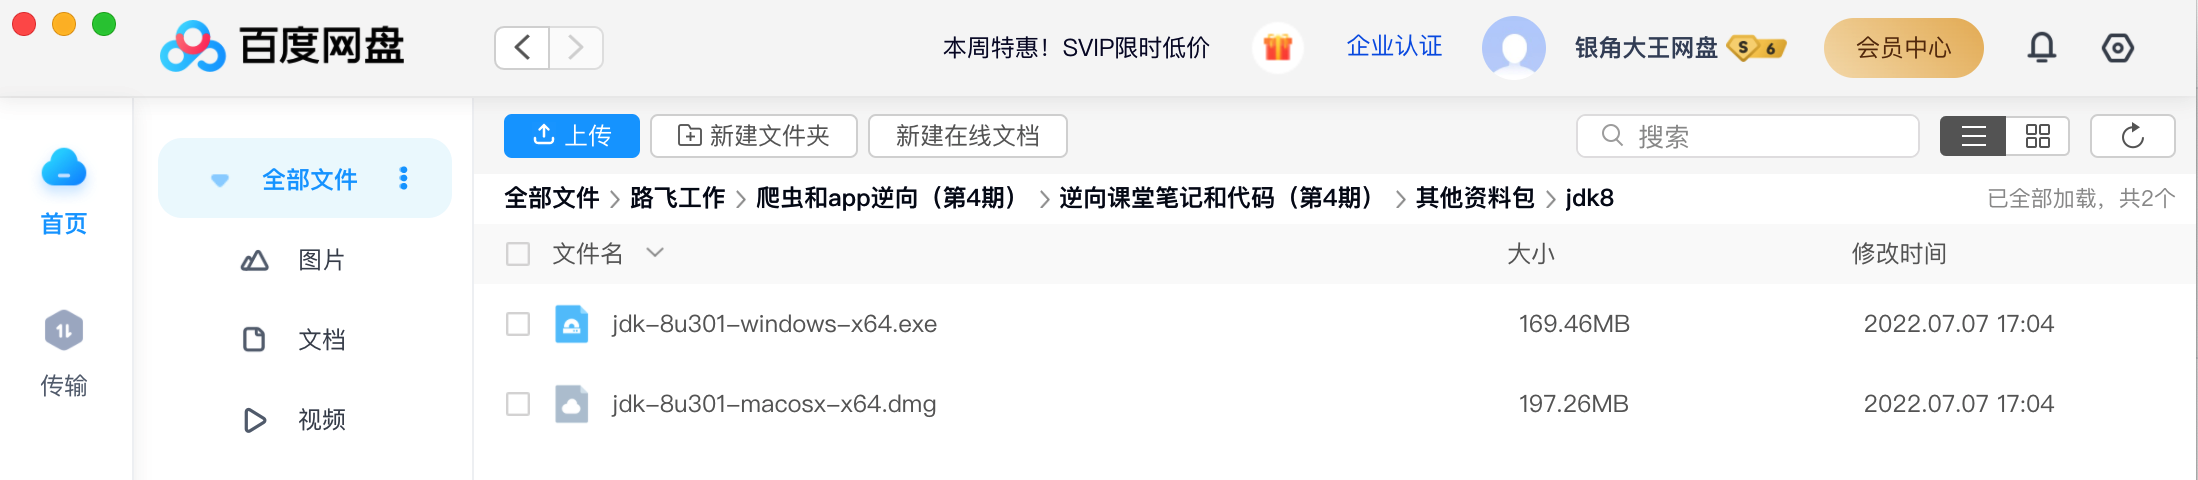 百度网盘 本周特惠！SVIP限时低价 企业认证 银角大王网盘 S 6 会员中心
上传 新建文件夹 新建在线文档 搜索
全部文件
首页
图片
传输
文档
视频
全部文件 > 路飞工作 > 爬虫和app逆向（第4期） > 逆向课堂笔记和代码（第4期） > 其他资料包 > jdk8 已全部加载，共2个
文件名 大小 修改时间
jdk-8u301-windows-x64.exe 169.46MB 2022.07.07 17:04
jdk-8u301-macosx-x64.dmg 197.26MB 2022.07.07 17:04